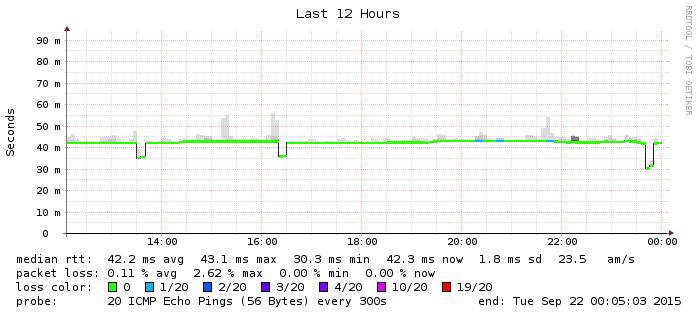 Last 12 Hours
RRDTOOL / TOBI OETIKER
Seconds
90 m
80 m
70 m
60 m
50 m
40 m
30 m
20 m
10 m
0
14:00 16:00 18:00 20:00 22:00 00:00
median rtt: 42.2 ms avg 43.1 ms max 30.3 ms min 42.3 ms now 1.8 ms sd 23.5 am/s
packet loss: 0.11 % avg 2.62 % max 0.00 % min 0.00 % now
loss color: 0 1/20 2/20 3/20 4/20 10/20 19/20
probe: 20 ICMP Echo Pings (56 Bytes) every 300s end: Tue Sep 22 00:05:03 2015